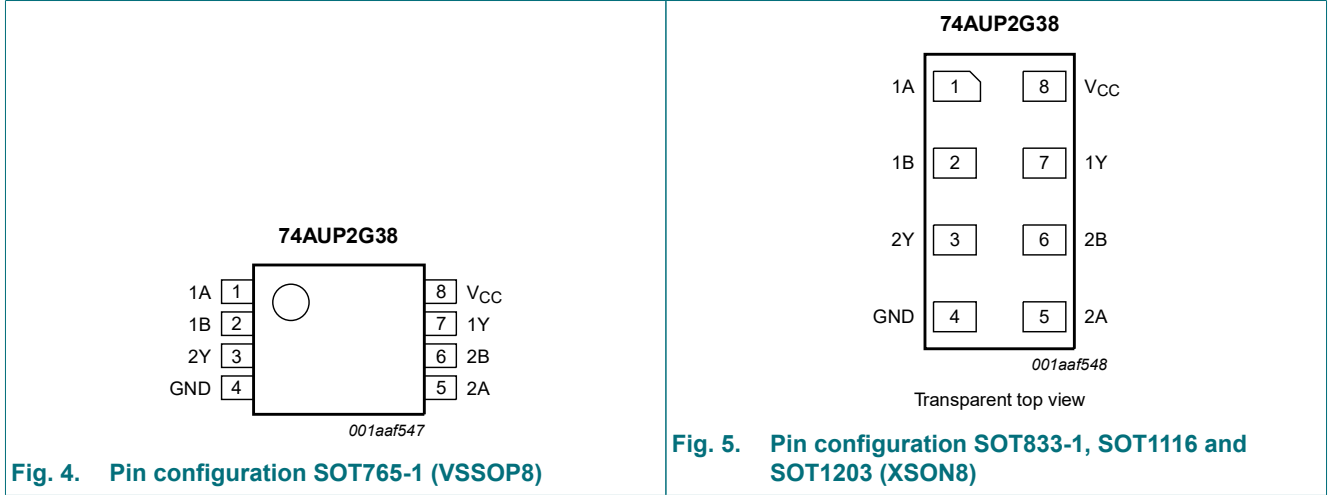 74AUP2G38
1A 1 8 VCC
1B 2 7 1Y
2Y 3 6 2B
GND 4 5 2A
001aaf547
Fig. 4. Pin configuration SOT765-1 (VSSOP8)
74AUP2G38
1A 1 8 VCC
1B 2 7 1Y
2Y 3 6 2B
GND 4 5 2A
001aaf548
Transparent top view
Fig. 5. Pin configuration SOT833-1, SOT1116 and
SOT1203 (XSON8)